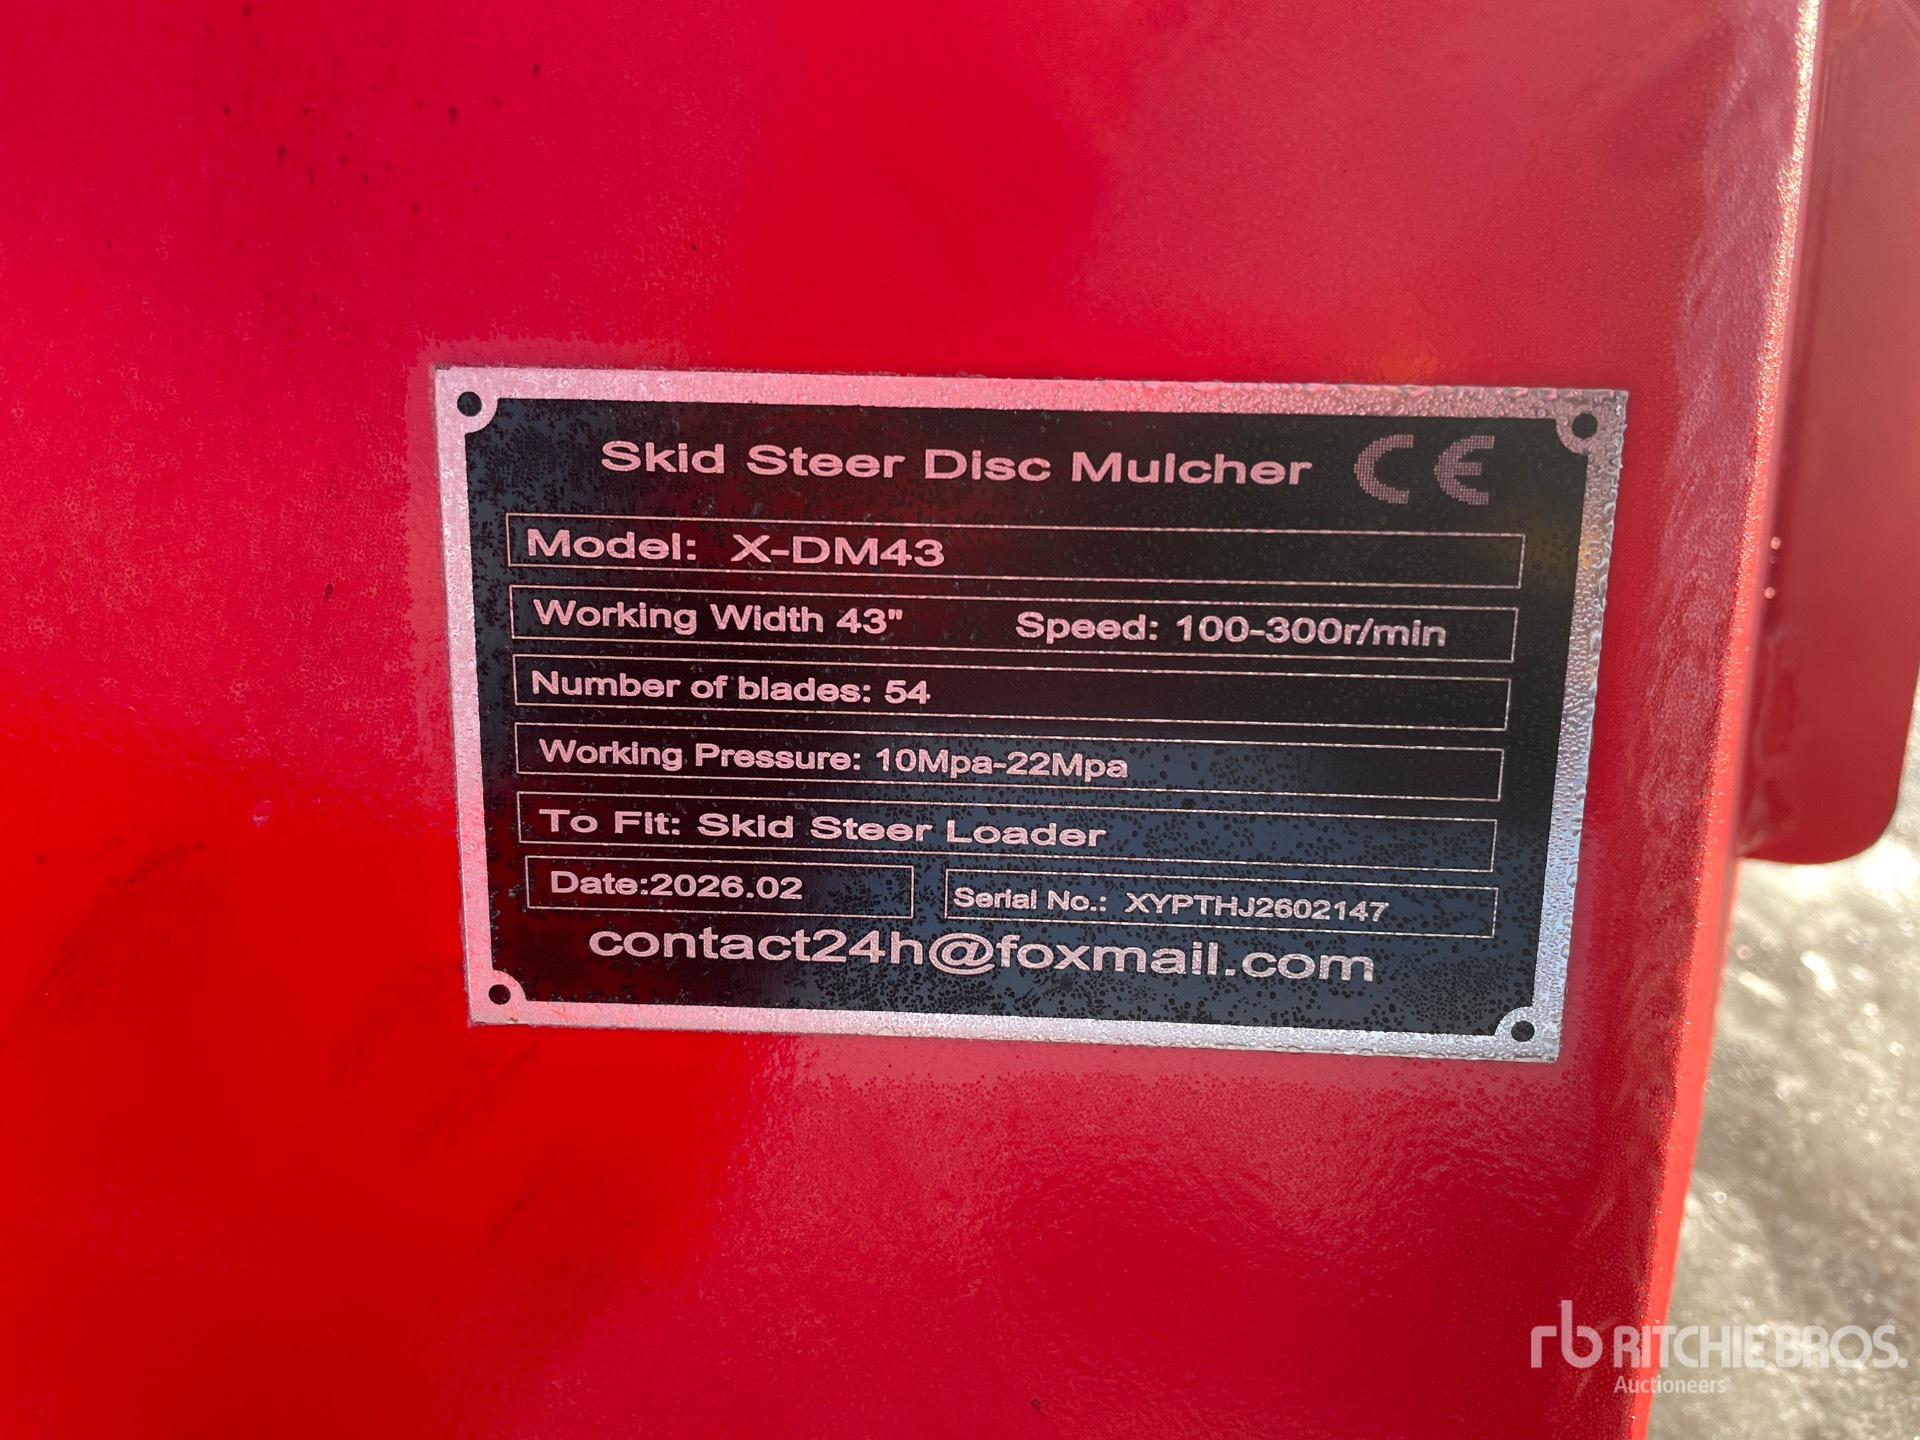 Skid Steer Disc Mulcher CE
Model: X-DM43
Working Width 43" Speed: 100-300r/min
Number of blades: 54
Working Pressure: 10Mpa-22Mpa
To Fit: Skid Steer Loader
Date:2026.02 Serial No.: XYPTHJ2602147
contact24h@foxmail.com
rb RITCHIE BROS.
Auctioneers